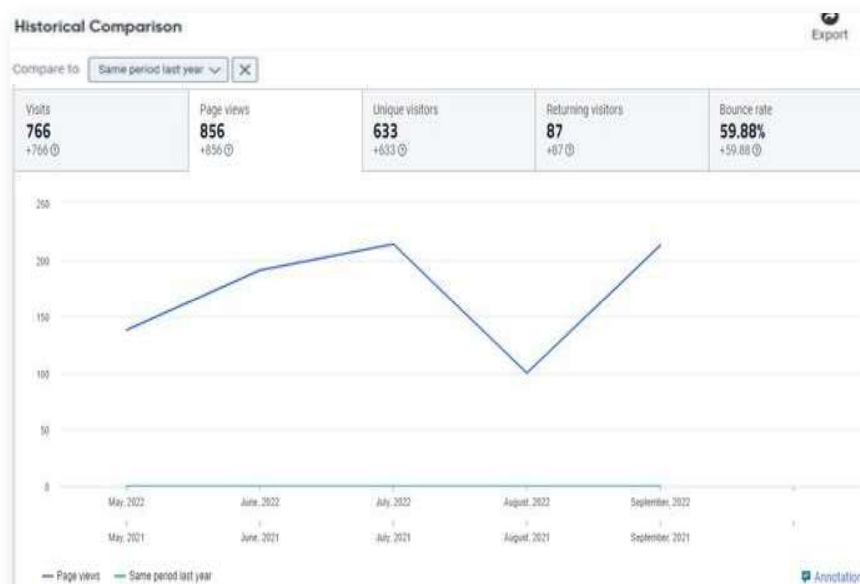 Historical Comparison
Export
Compare to Same period last year
Visits Page views Unique visitors Returning visitors Bounce rate
766 856 633 87 59.88%
+766 +856 +633 +87 +59.88
250
200
150
100
50
0
May, 2022 June, 2022 July, 2022 August, 2022 September, 2022
May, 2021 June, 2021 July, 2021 August, 2021 September, 2021
Page views Same period last year
Annotation